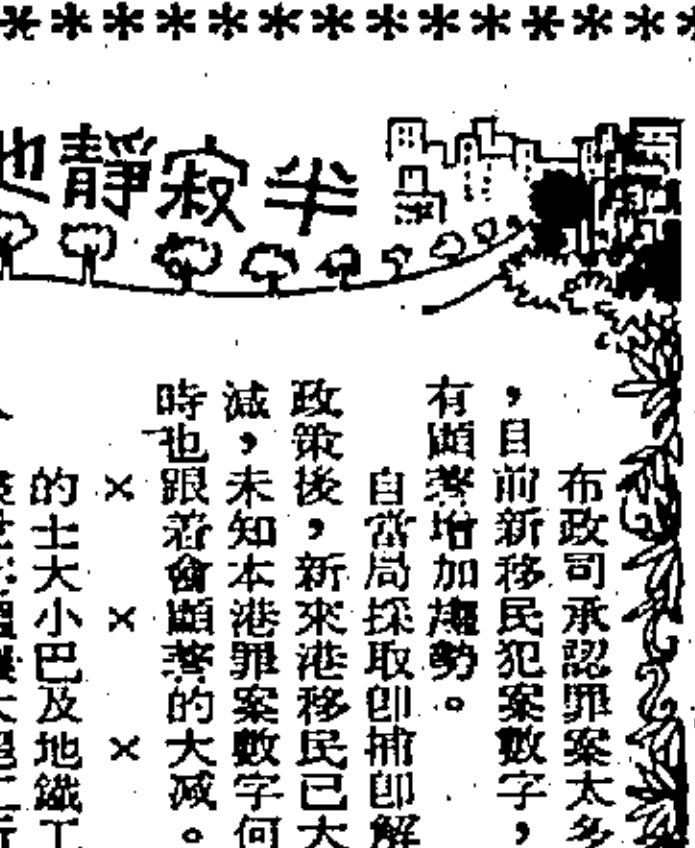 半寂靜地
布政司承認罪案太多
，目前新移民犯案數字，
有顯著增加趨勢。
自當局採取即捕即解
政策後，新來港移民已大
減，未知本港罪案數字何
時也跟着會顯著的大減。
× × ×
的士大小巴及地鐵工